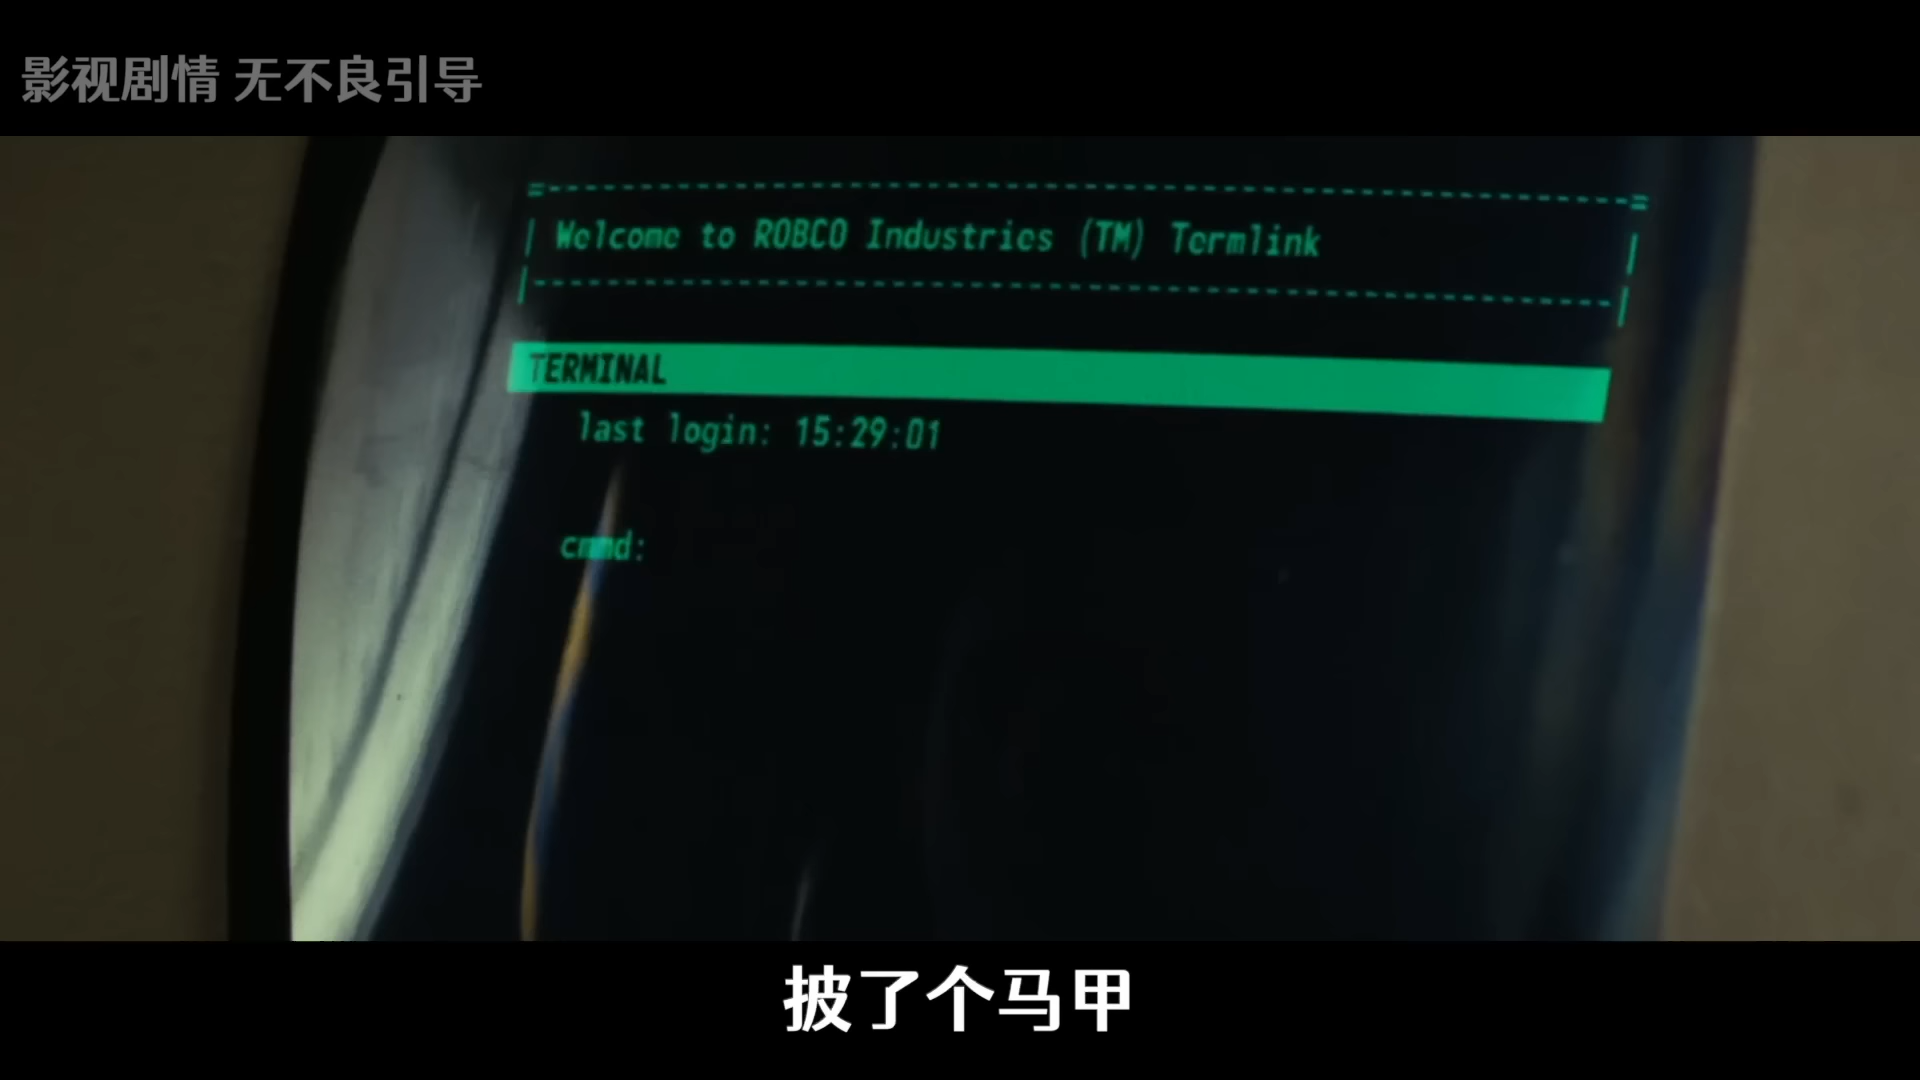 影视剧情 无不良引导
Welcome to ROBCO Industries (TM) Termlink
TERMINAL
last login: 15:29:01
cmmd:
披了个马甲